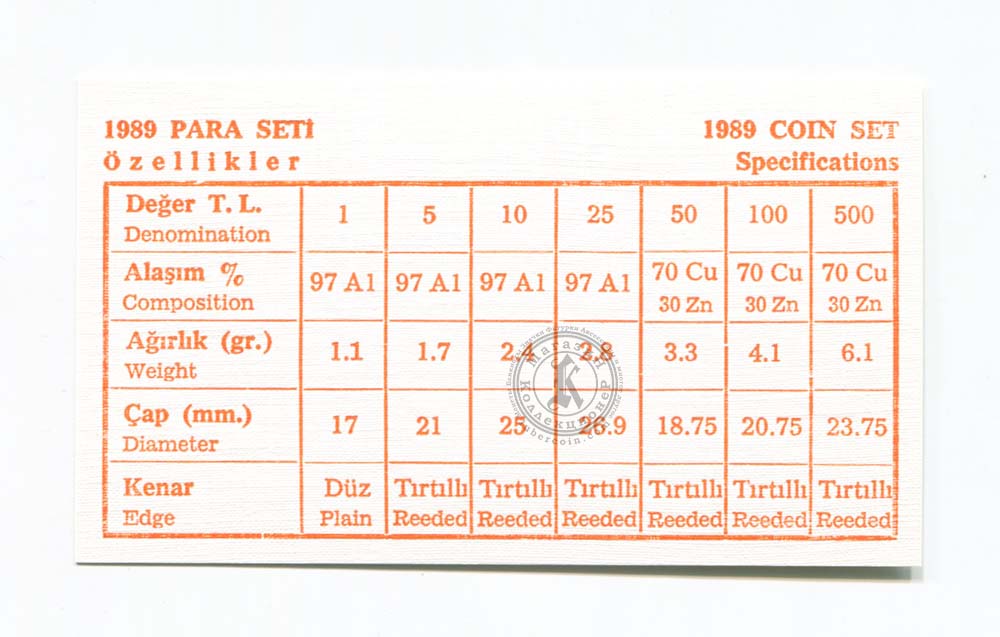 1989 PARA SETİ 1989 COIN SET
Özellikler Specifications
Değer T. L. 1 5 10 25 50 100 500
Denomination
Alaşım % 97 Al 97 Al 97 Al 97 Al 70 Cu 70 Cu 70 Cu
Composition 30 Zn 30 Zn 30 Zn
Ağırlık (gr.) 1.1 1.7 2.4 2.8 3.3 4.1 6.1
Weight
Çap (mm.) 17 21 25 26.9 18.75 20.75 23.75
Diameter
Kenar Düz Tırtıllı Tırtıllı Tırtıllı Tırtıllı Tırtıllı Tırtıllı
Edge Plain Reeded Reeded Reeded Reeded Reeded Reeded
Магазин
Коллекционер
К